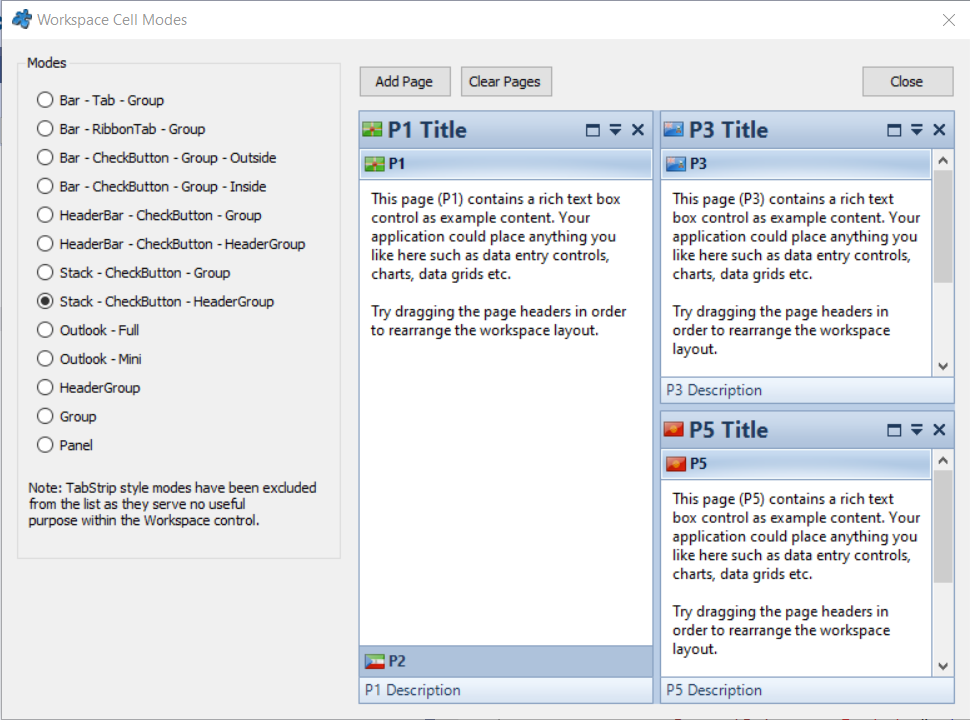 Workspace Cell Modes
Modes
Bar - Tab - Group
Bar - RibbonTab - Group
Bar - CheckButton - Group - Outside
Bar - CheckButton - Group - Inside
HeaderBar - CheckButton - Group
HeaderBar - CheckButton - HeaderGroup
Stack - CheckButton - Group
Stack - CheckButton - HeaderGroup
Outlook - Full
Outlook - Mini
HeaderGroup
Group
Panel
Note: TabStrip style modes have been excluded
from the list as they serve no useful
purpose within the Workspace control.
Add Page
Clear Pages
Close
P1 Title
P1
This page (P1) contains a rich text box
control as example content. Your
application could place anything you
like here such as data entry controls,
charts, data grids etc.
Try dragging the page headers in order
to rearrange the workspace layout.
P2
P1 Description
P3 Title
P3
This page (P3) contains a rich text
box control as example content. Your
application could place anything you
like here such as data entry controls,
charts, data grids etc.
Try dragging the page headers in
order to rearrange the workspace
layout.
P3 Description
P5 Title
P5
This page (P5) contains a rich text
box control as example content. Your
application could place anything you
like here such as data entry controls,
charts, data grids etc.
Try dragging the page headers in
order to rearrange the workspace
layout.
P5 Description